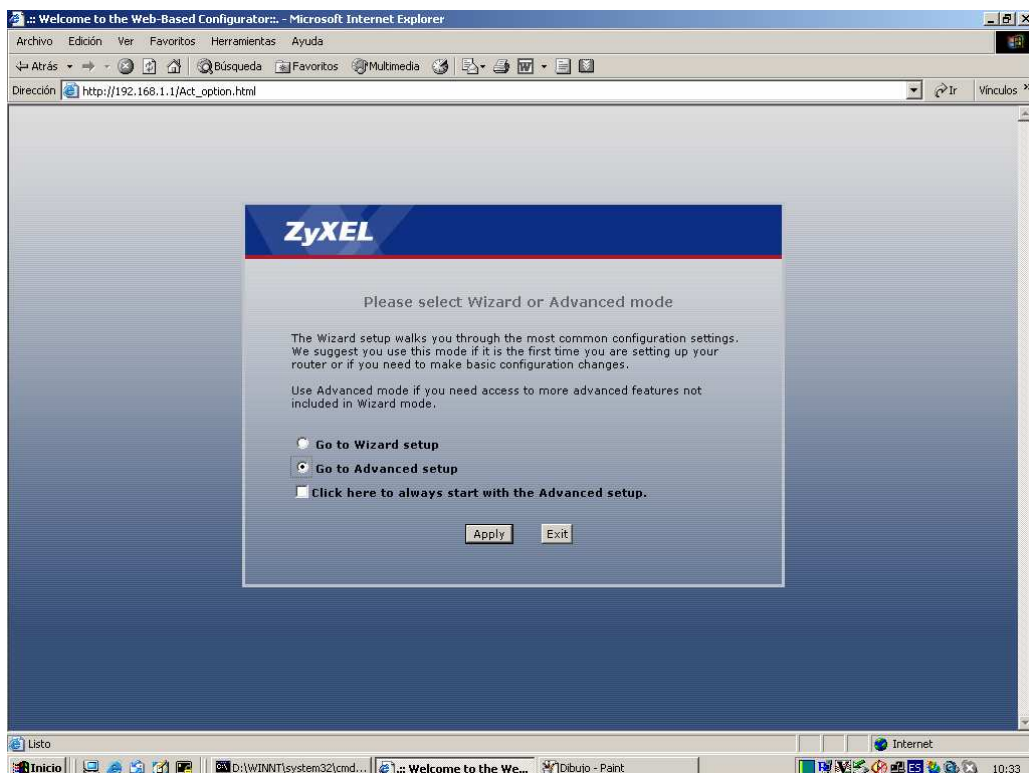 .:: Welcome to the Web-Based Configurator::. - Microsoft Internet Explorer
Archivo Edición Ver Favoritos Herramientas Ayuda
Atrás Búsqueda Favoritos Multimedia
Dirección http://192.168.1.1/Act_option.html Ir Vínculos »
ZyXEL
Please select Wizard or Advanced mode
The Wizard setup walks you through the most common configuration settings.
We suggest you use this mode if it is the first time you are setting up your
router or if you need to make basic configuration changes.
Use Advanced mode if you need access to more advanced features not
included in Wizard mode.
Go to Wizard setup
Go to Advanced setup
Click here to always start with the Advanced setup.
Apply Exit
Listo Internet
Inicio D:\WINNT\system32\cmd... .:: Welcome to the We... Dibujo - Paint ES 10:33